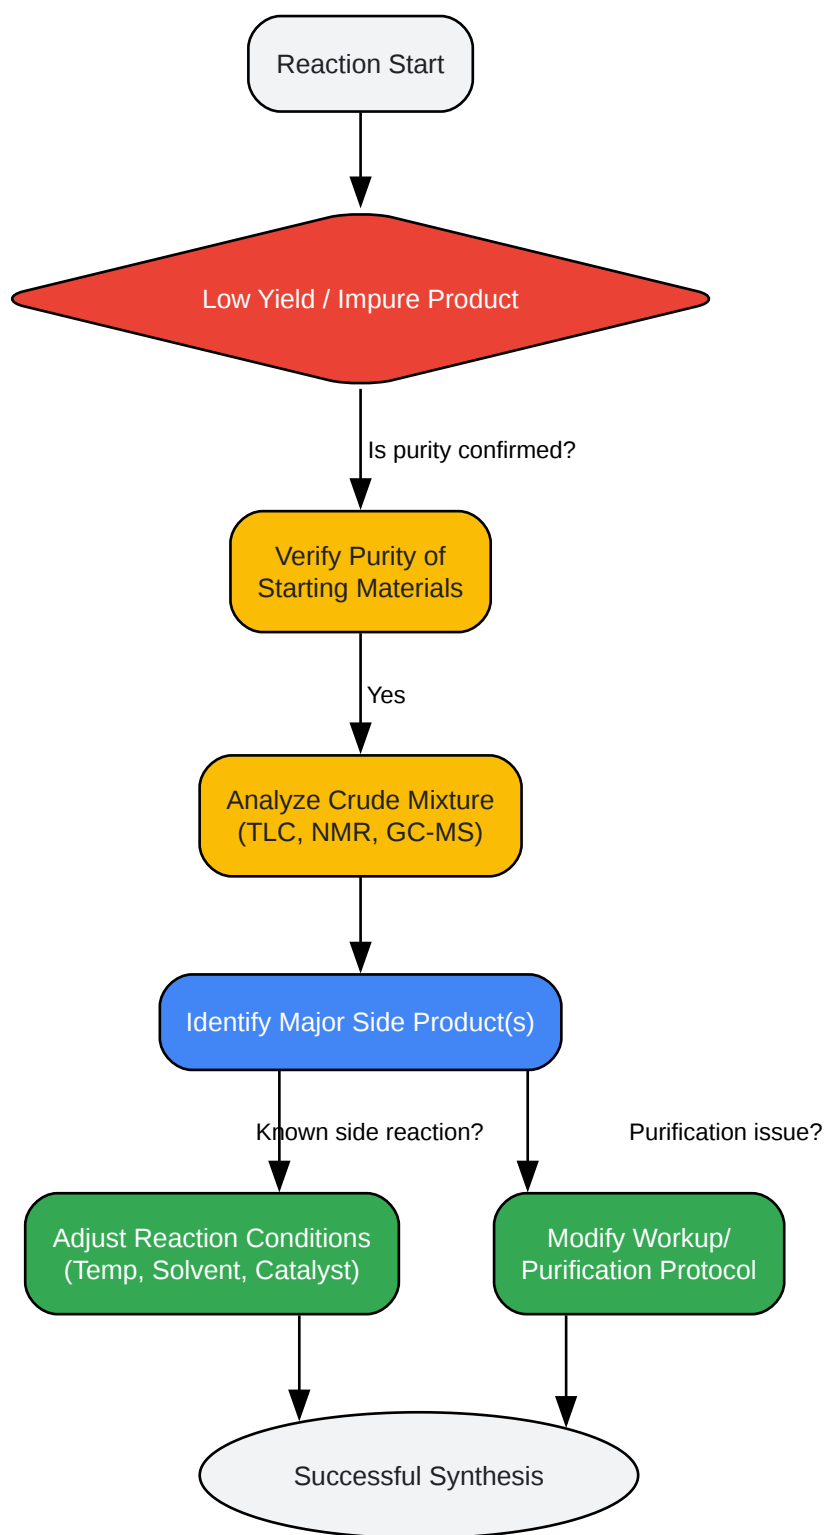 Reaction Start
Low Yield / Impure Product
Is purity confirmed?
Verify Purity of
Starting Materials
Yes
Analyze Crude Mixture
(TLC, NMR, GC-MS)
Identify Major Side Product(s)
Known side reaction?
Purification issue?
Adjust Reaction Conditions
(Temp, Solvent, Catalyst)
Modify Workup/
Purification Protocol
Successful Synthesis